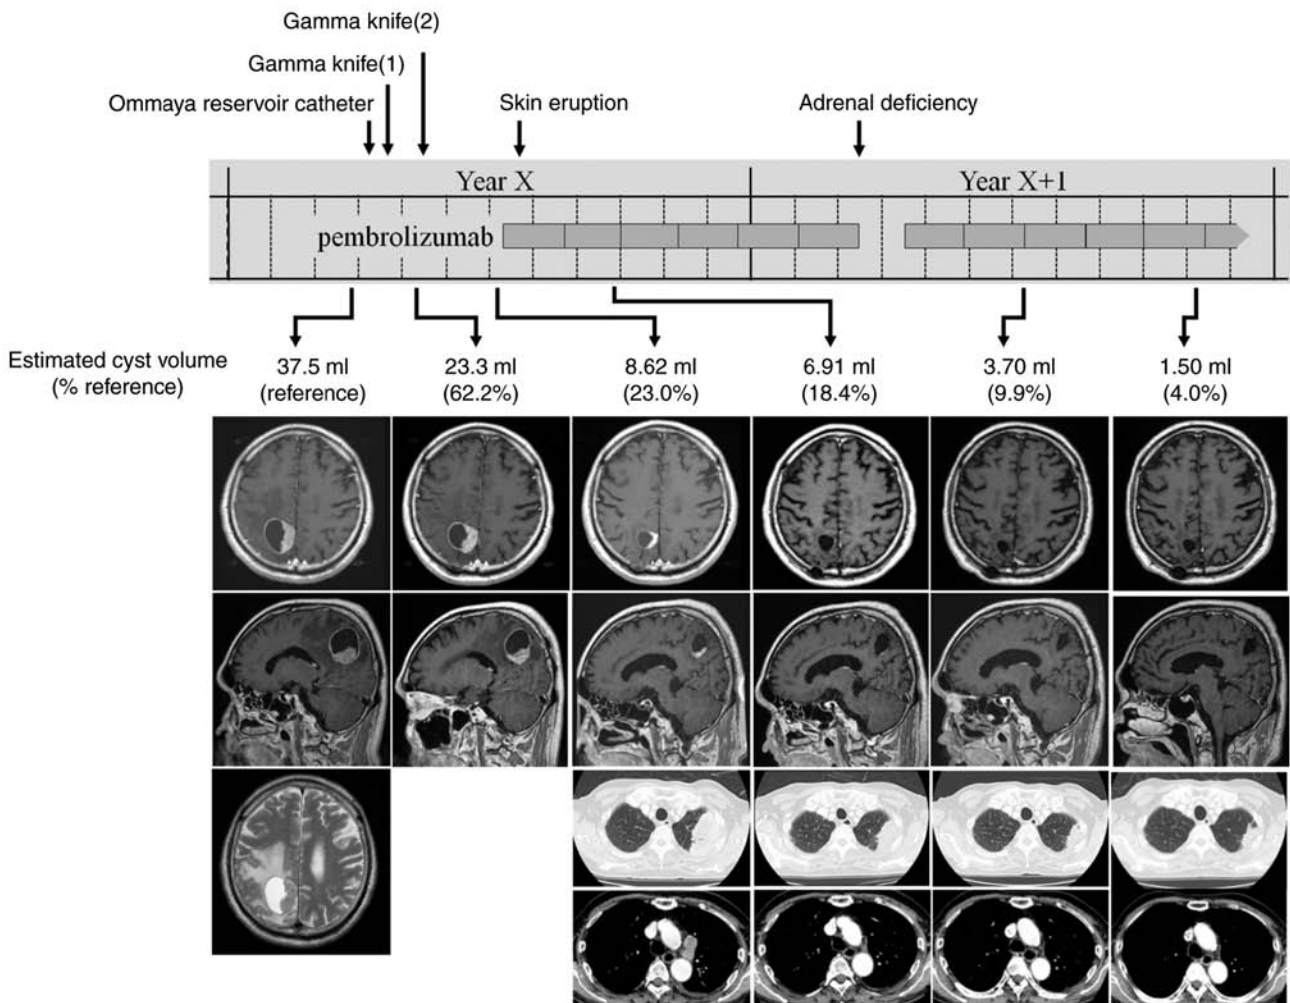 Gamma knife(2)
Gamma knife(1)
Ommaya reservoir catheter
Skin eruption
Adrenal deficiency
Year X
Year X+1
pembrolizumab
Estimated cyst volume
(% reference)
37.5 ml
(reference)
23.3 ml
(62.2%)
8.62 ml
(23.0%)
6.91 ml
(18.4%)
3.70 ml
(9.9%)
1.50 ml
(4.0%)